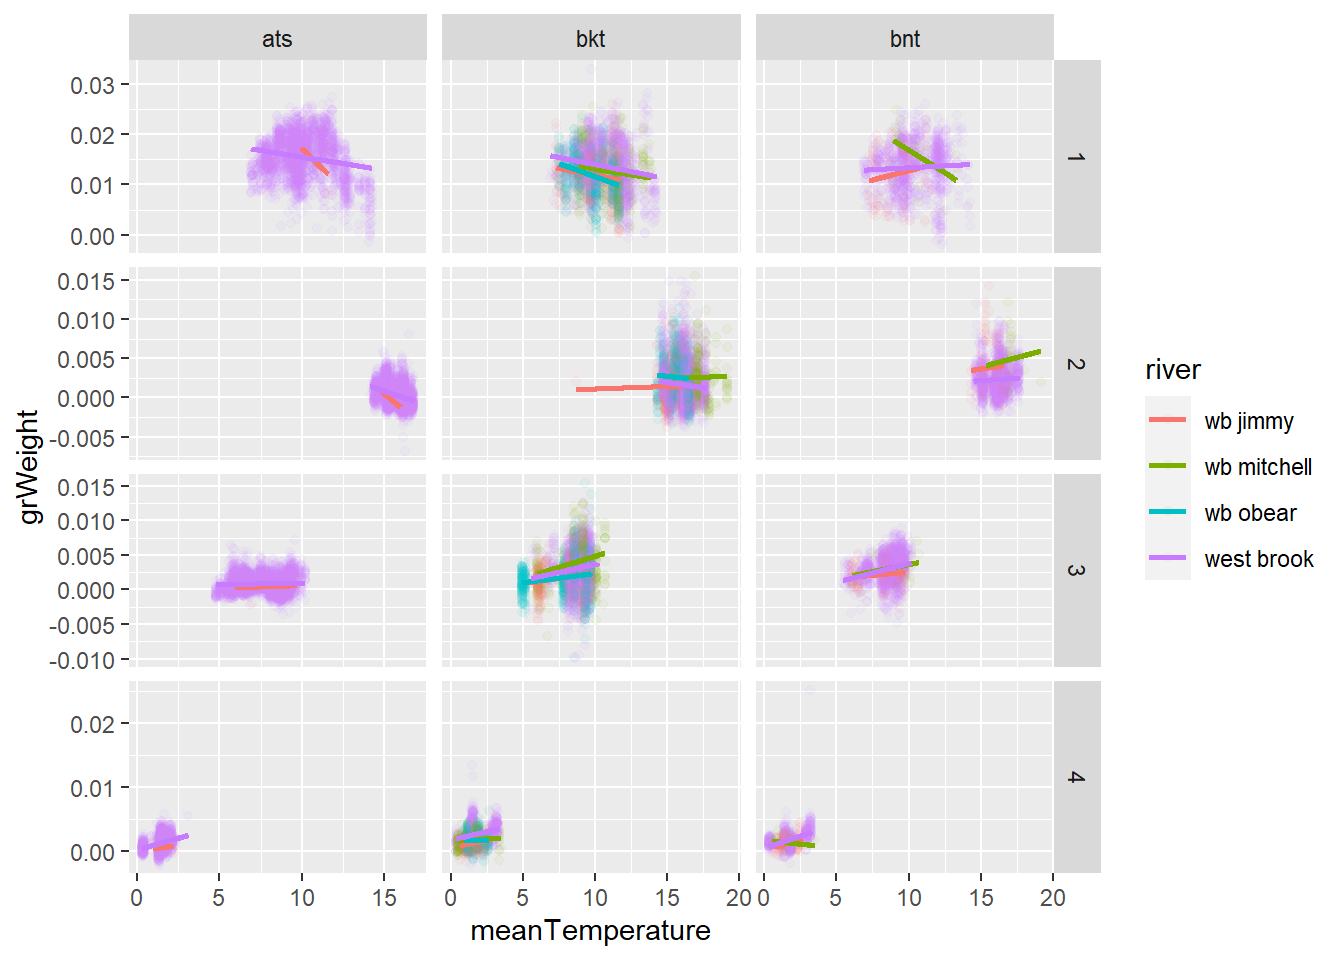 ats bkt bnt
0.03
0.02
0.01
0.00
1
0.015
0.010
0.005
0.000
-0.005
2
0.015
0.010
0.005
0.000
-0.005
-0.010
3
0.02
0.01
0.00
4
0 5 10 15 0 5 10 15 20 0 5 10 15 20
meanTemperature
grWeight
river
wb jimmy
wb mitchell
wb obear
west brook